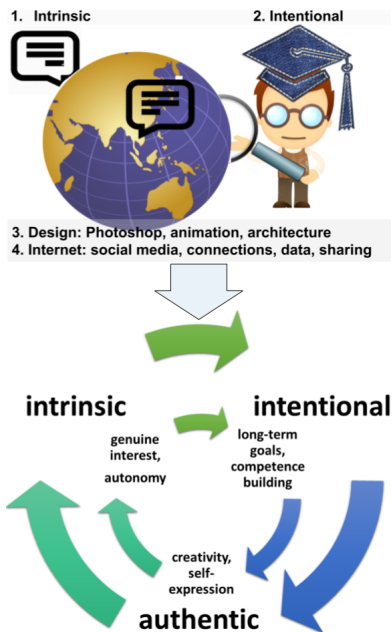 1. Intrinsic
2. Intentional
3. Design: Photoshop, animation, architecture
4. Internet: social media, connections, data, sharing
intrinsic
intentional
genuine
interest,
autonomy
long-term
goals,
competence
building
creativity,
self-
expression
authentic